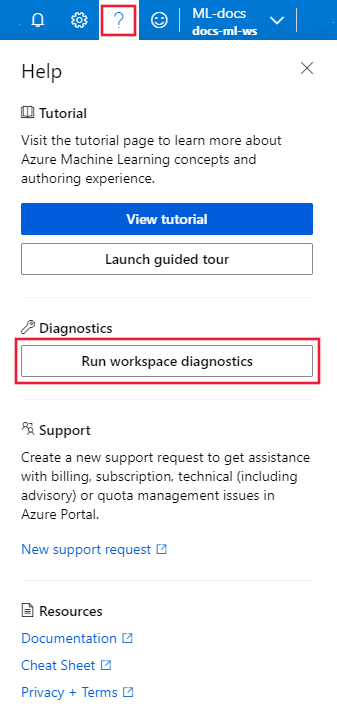 ?
ML-docs
docs-ml-ws
Help
Tutorial
Visit the tutorial page to learn more about
Azure Machine Learning concepts and
authoring experience.
View tutorial
Launch guided tour
Diagnostics
Run workspace diagnostics
Support
Create a new support request to get assistance
with billing, subscription, technical (including
advisory) or quota management issues in
Azure Portal.
New support request
Resources
Documentation
Cheat Sheet
Privacy + Terms